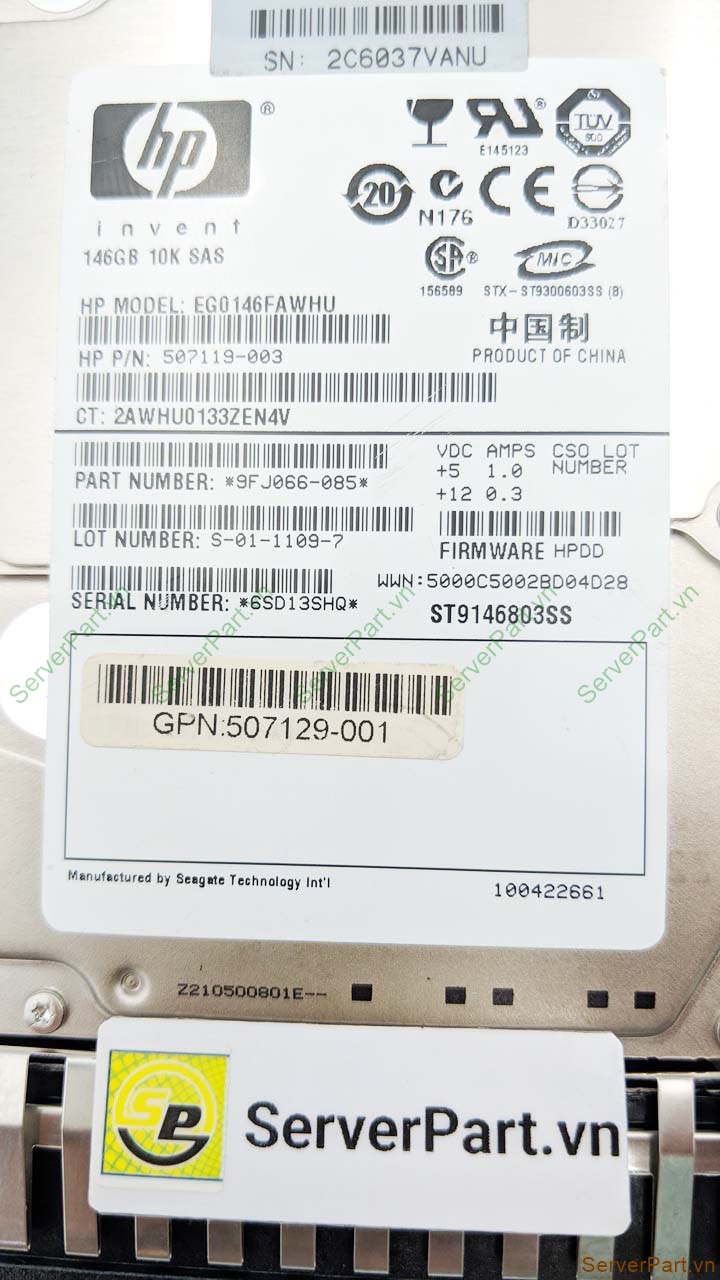 SN: 2C6037VANU
hp ®
invent
146GB 10K SAS
E145123
TÜV
20
N176
CE
D33027
SA ®
156589
MIC
STX-ST9300603SS (B)
HP MODEL: EG0146FAWHU
中国制
PRODUCT OF CHINA
HP P/N: 507119-003
CT: 2AWHU0133ZEN4V
PART NUMBER: *9FJ066-085*
VDC AMPS
+5 1.0
+12 0.3
CSO LOT
NUMBER
LOT NUMBER: S-01-1109-7
FIRMWARE HPDD
WWN:5000C5002BD04D28
SERIAL NUMBER: *6SD13SHQ*
ST9146803SS
ServerPart.vn
ServerPart.vn
ServerPart.vn
ServerPart.vn
GPN:507129-001
Manufactured by Seagate Technology Int'l
100422661
Z210500801E--
SP
ServerPart.vn
ServerPart.vn